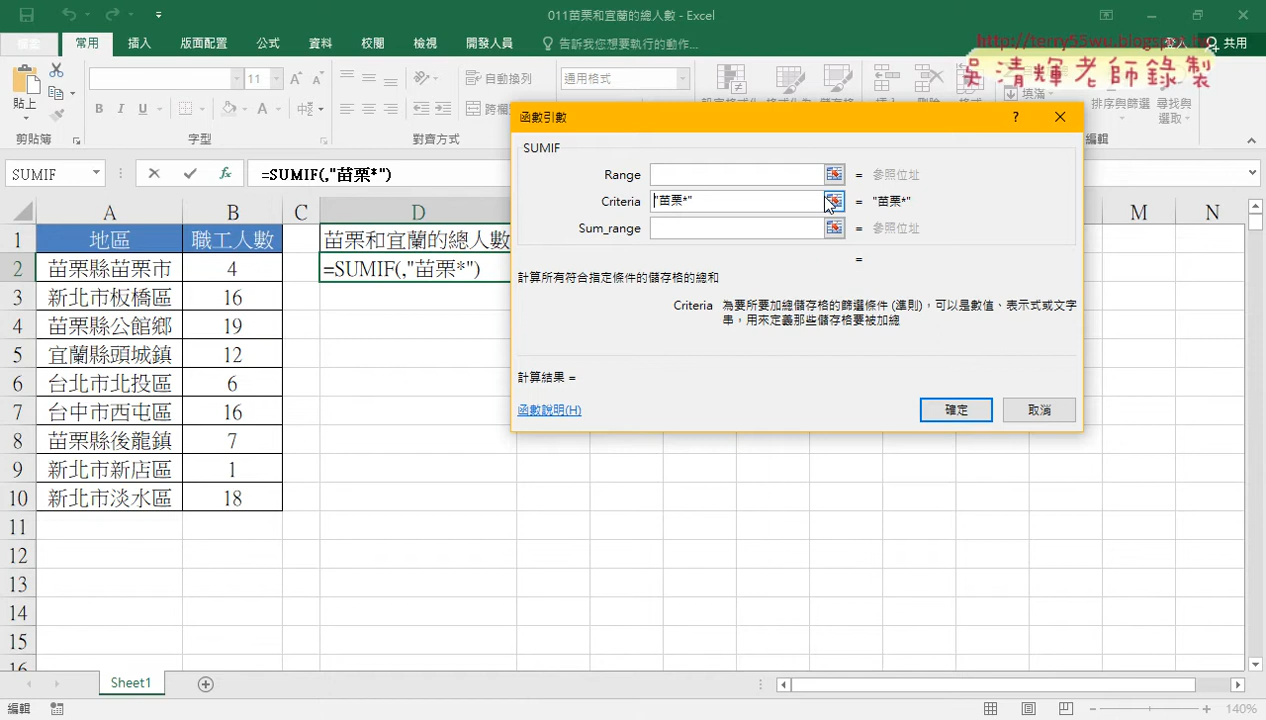 011苗栗和宜蘭的總人數 - Excel
常用 插入 版面配置 公式 資料 校閱 檢視 開發人員 告訴我您想要執行的動作... 登入 共用
http://terry55wu.blogspot.tw
吳清輝老師錄製
貼上 11 自動換列 通用格式
B I U 跨欄 填滿 排序與篩選 尋找與選取
剪貼簿 字型 對齊方式 編輯
SUMIF =SUMIF(,"苗栗*")
A B C D M N
1 地區 職工人數 苗栗和宜蘭的總人數
2 苗栗縣苗栗市 4 =SUMIF(,"苗栗*")
3 新北市板橋區 16
4 苗栗縣公館鄉 19
5 宜蘭縣頭城鎮 12
6 台北市北投區 6
7 台中市西屯區 16
8 苗栗縣後龍鎮 7
9 新北市新店區 1
10 新北市淡水區 18
11
12
13
14
15
16
函數引數 ?
SUMIF
Range = 參照位址
Criteria "苗栗*" = "苗栗*"
Sum_range = 參照位址
=
計算所有符合指定條件的儲存格的總和
Criteria 為要所要加總儲存格的篩選條件 (準則)，可以是數值、表示式或文字
串，用來定義那些儲存格要被加總
計算結果 =
函數說明(H) 確定 取消
Sheet1
編輯 140%